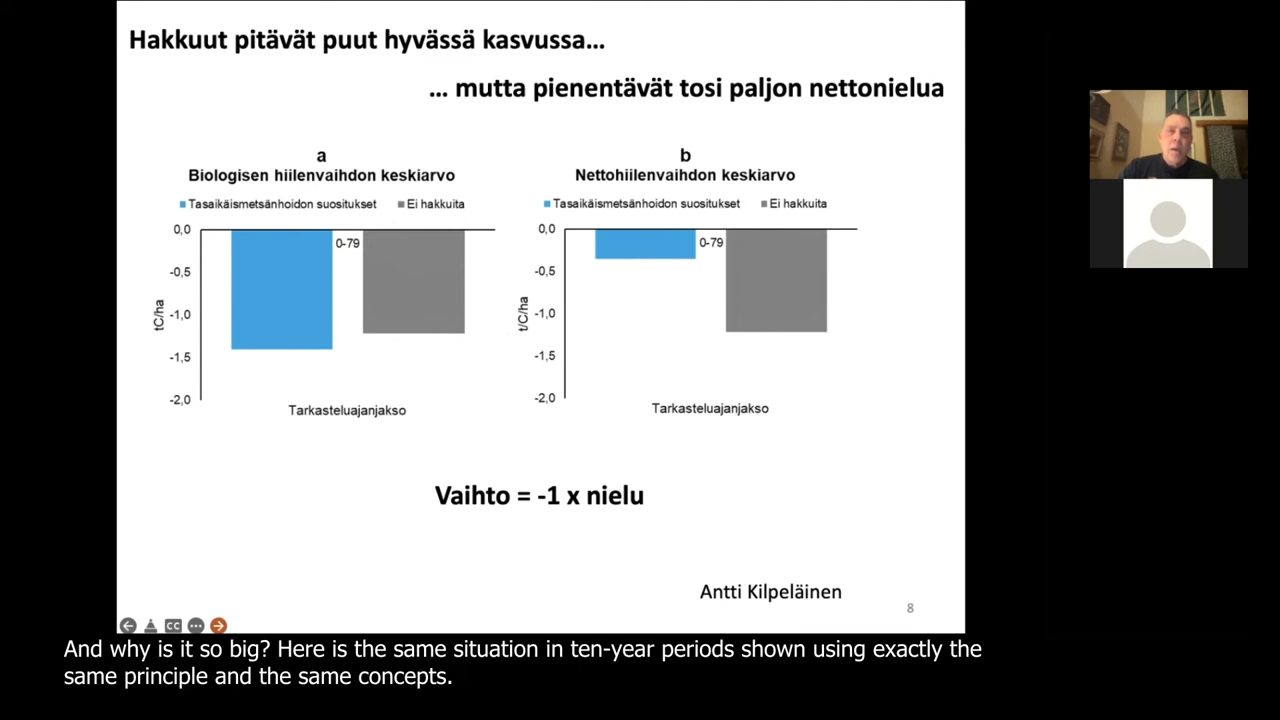 Hakkuut pitävät puut hyvässä kasvussa…
… mutta pienentävät tosi paljon nettonielua
a
Biologisen hiilenvaihdon keskiarvo
Tasaikäismetsänhoidon suositukset Ei hakkuita
0,0
0-79
-0,5
-1,0
-1,5
-2,0
tC/ha
Tarkasteluajanjakso
b
Nettohiilenvaihdon keskiarvo
Tasaikäismetsänhoidon suositukset Ei hakkuita
0,0
0-79
-0,5
-1,0
-1,5
-2,0
t/C/ha
Tarkasteluajanjakso
Vaihto = -1 x nielu
Antti Kilpeläinen
8
CC
And why is it so big? Here is the same situation in ten-year periods shown using exactly the
same principle and the same concepts.